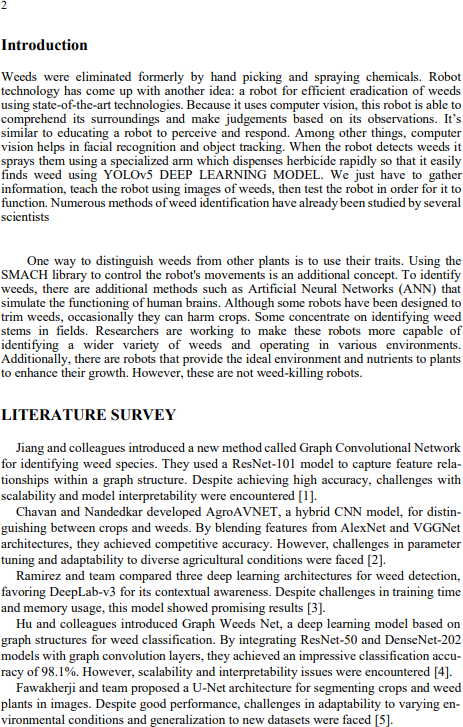 2
Introduction
Weeds were eliminated formerly by hand picking and spraying chemicals. Robot
technology has come up with another idea: a robot for efficient eradication of weeds
using state-of-the-art technologies. Because it uses computer vision, this robot is able to
comprehend its surroundings and make judgements based on its observations. It's
similar to educating a robot to perceive and respond. Among other things, computer
vision helps in facial recognition and object tracking. When the robot detects weeds it
sprays them using a specialized arm which dispenses herbicide rapidly so that it easily
finds weed using YOLOv5 DEEP LEARNING MODEL. We just have to gather
information, teach the robot using images of weeds, then test the robot in order for it to
function. Numerous methods of weed identification have already been studied by several
scientists
One way to distinguish weeds from other plants is to use their traits. Using the
SMACH library to control the robot's movements is an additional concept. To identify
weeds, there are additional methods such as Artificial Neural Networks (ANN) that
simulate the functioning of human brains. Although some robots have been designed to
trim weeds, occasionally they can harm crops. Some concentrate on identifying weed
stems in fields. Researchers are working to make these robots more capable of
identifying a wider variety of weeds and operating in various environments.
Additionally, there are robots that provide the ideal environment and nutrients to plants
to enhance their growth. However, these are not weed-killing robots.
LITERATURE SURVEY
Jiang and colleagues introduced a new method called Graph Convolutional Network
for identifying weed species. They used a ResNet-101 model to capture feature rela-
tionships within a graph structure. Despite achieving high accuracy, challenges with
scalability and model interpretability were encountered [1].
Chavan and Nandedkar developed AgroAVNET, a hybrid CNN model, for distin-
guishing between crops and weeds. By blending features from AlexNet and VGGNet
architectures, they achieved competitive accuracy. However, challenges in parameter
tuning and adaptability to diverse agricultural conditions were faced [2].
Ramirez and team compared three deep learning architectures for weed detection,
favoring DeepLab-v3 for its contextual awareness. Despite challenges in training time
and memory usage, this model showed promising results [3].
Hu and colleagues introduced Graph Weeds Net, a deep learning model based on
graph structures for weed classification. By integrating ResNet-50 and DenseNet-202
models with graph convolution layers, they achieved an impressive classification accu-
racy of 98.1%. However, scalability and interpretability issues were encountered [4].
Fawakherji and team proposed a U-Net architecture for segmenting crops and weed
plants in images. Despite good performance, challenges in adaptability to varying en-
vironmental conditions and generalization to new datasets were faced [5].